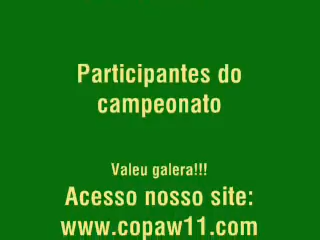 Participantes do
campeonato
Valeu galera!!!
Acesso nosso site:
www.copaw11.com